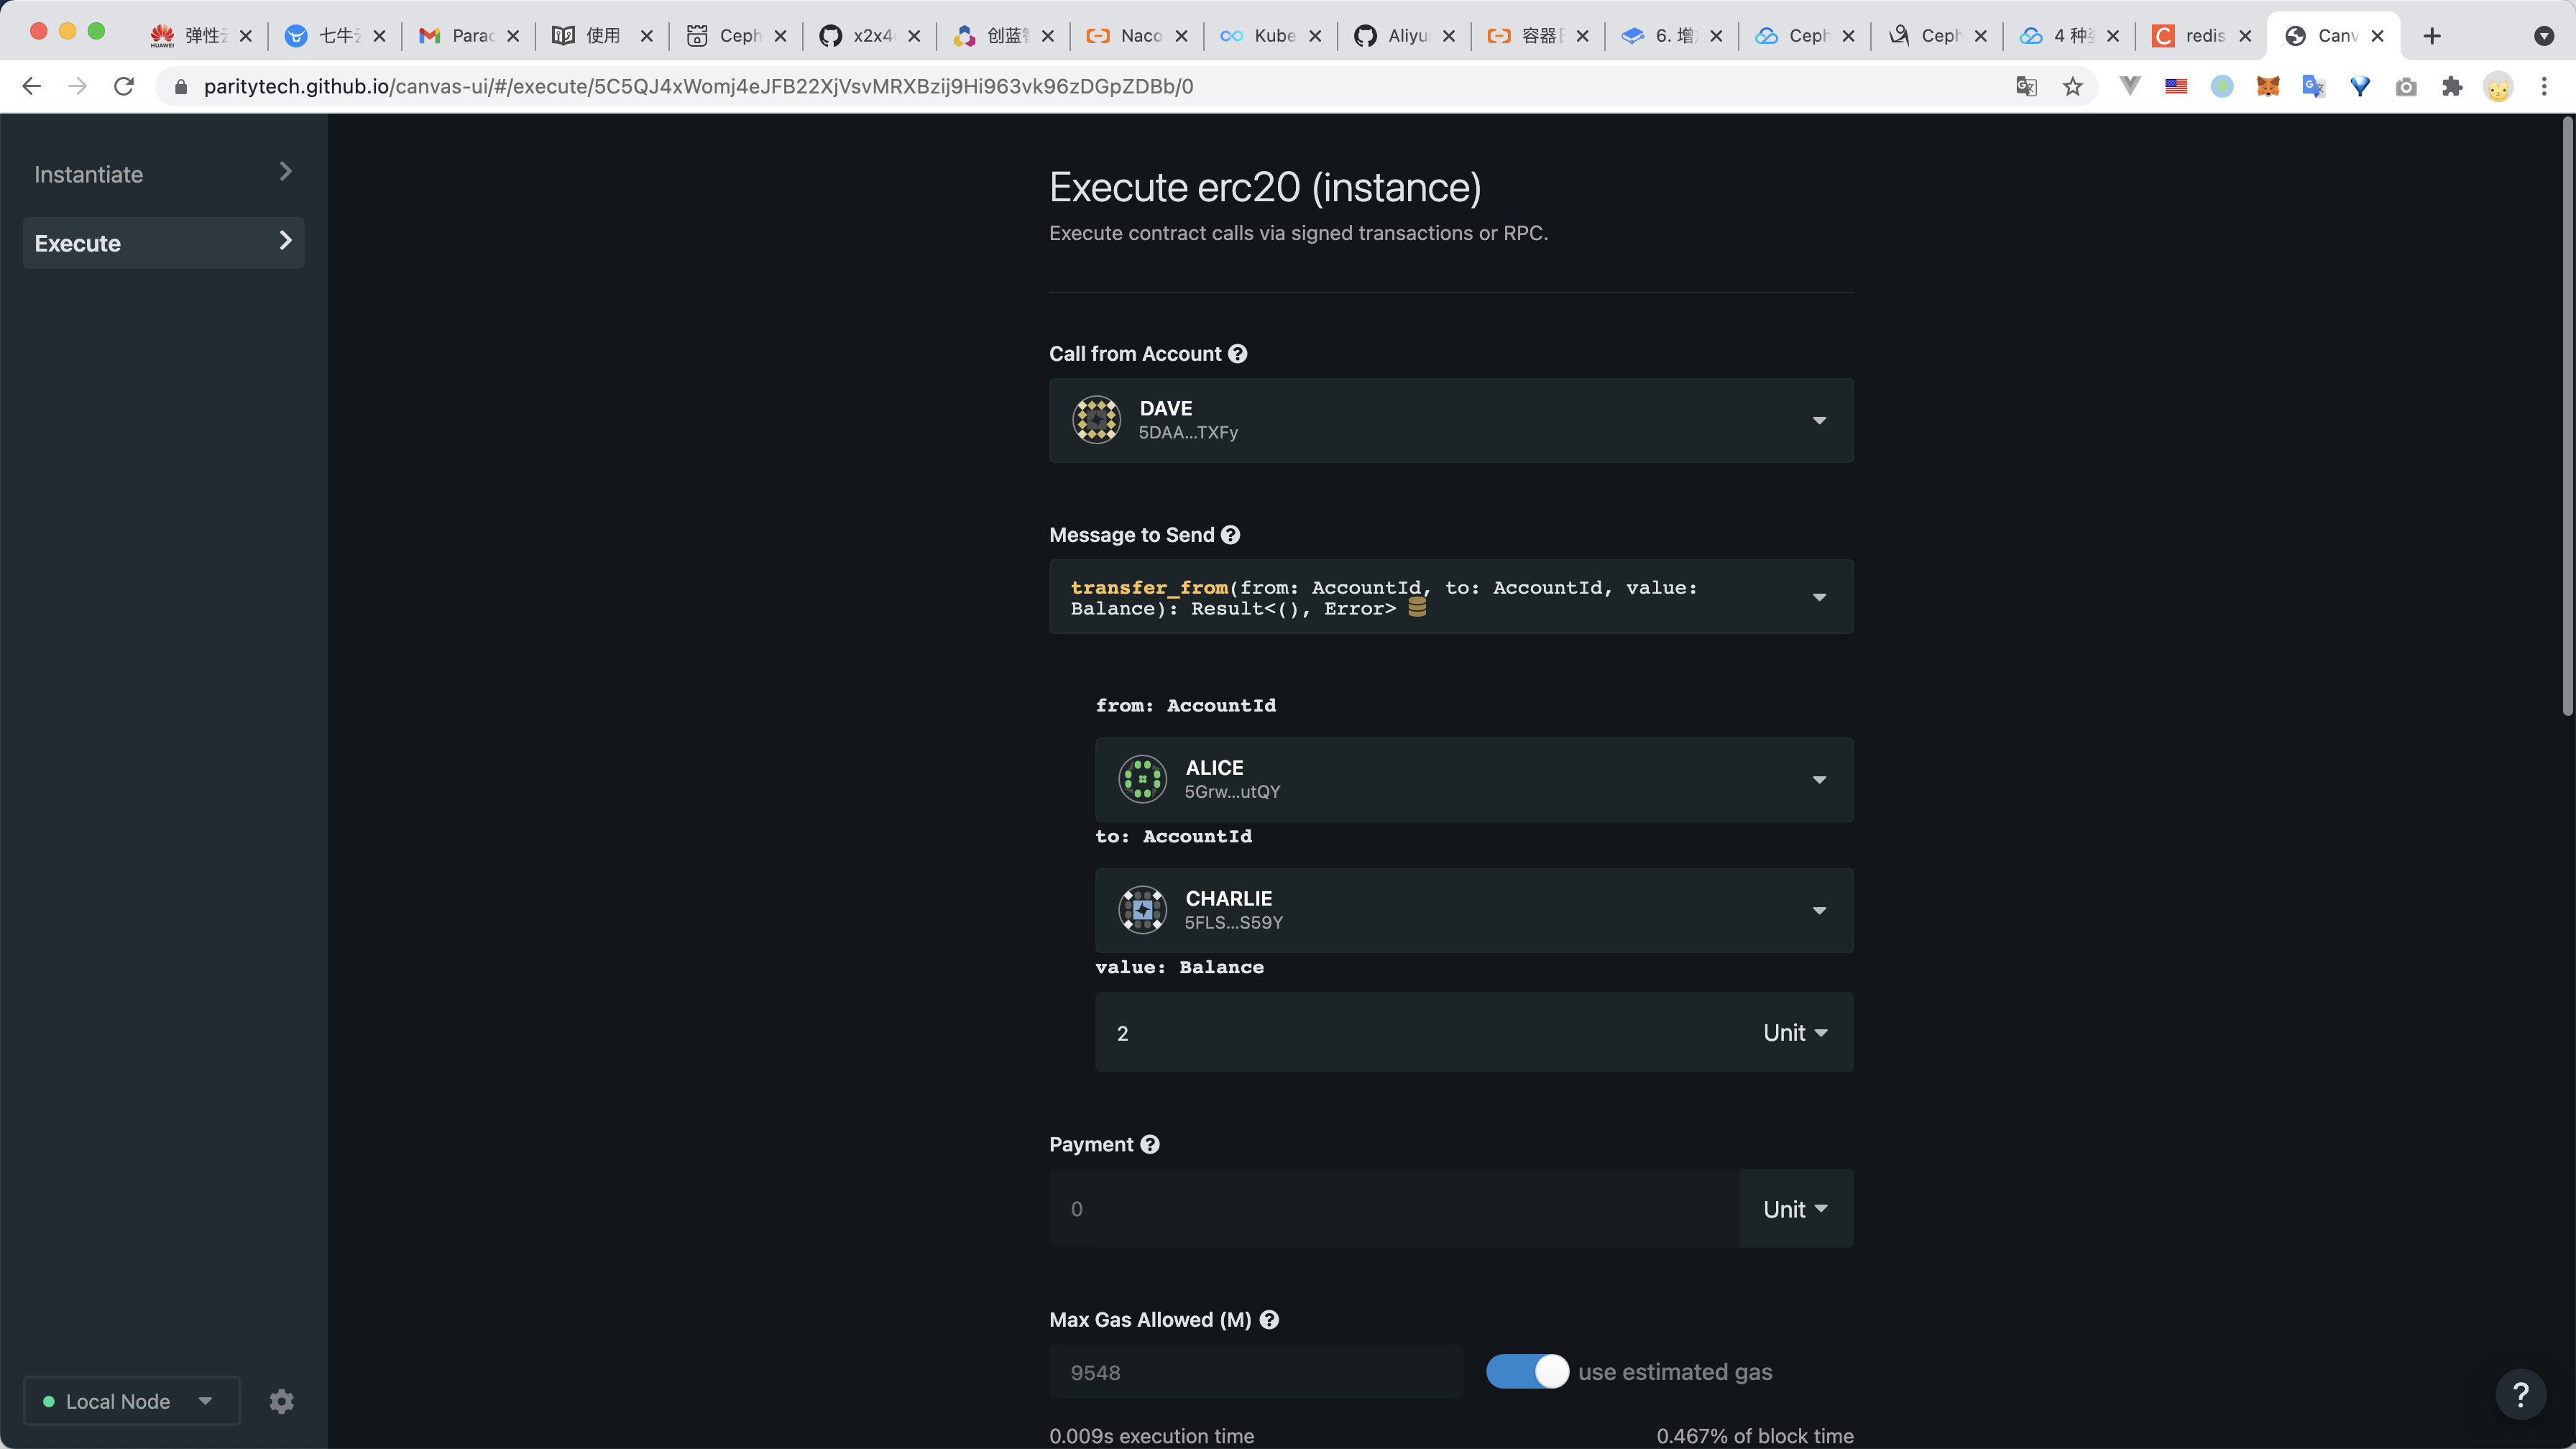 弹性
七牛
Parac
使用
Ceph
x2x4
创蓝
Naco
Kube
Aliyu
容器
6. 增
Ceph
Ceph
4 种
redis
Canv
paritytech.github.io/canvas-ui/#/execute/5C5QJ4xWomj4eJFB22XjVsvMRXBzij9Hi963vk96zDGpZDBb/0
Instantiate
Execute
Execute erc20 (instance)
Execute contract calls via signed transactions or RPC.
Call from Account
DAVE
5DAA...TXFy
Message to Send
transfer_from(from: AccountId, to: AccountId, value:
Balance): Result<(), Error>
from: AccountId
ALICE
5Grw...utQY
to: AccountId
CHARLIE
5FLS...S59Y
value: Balance
2 Unit
Payment
0 Unit
Max Gas Allowed (M)
9548 use estimated gas
0.009s execution time 0.467% of block time
Local Node